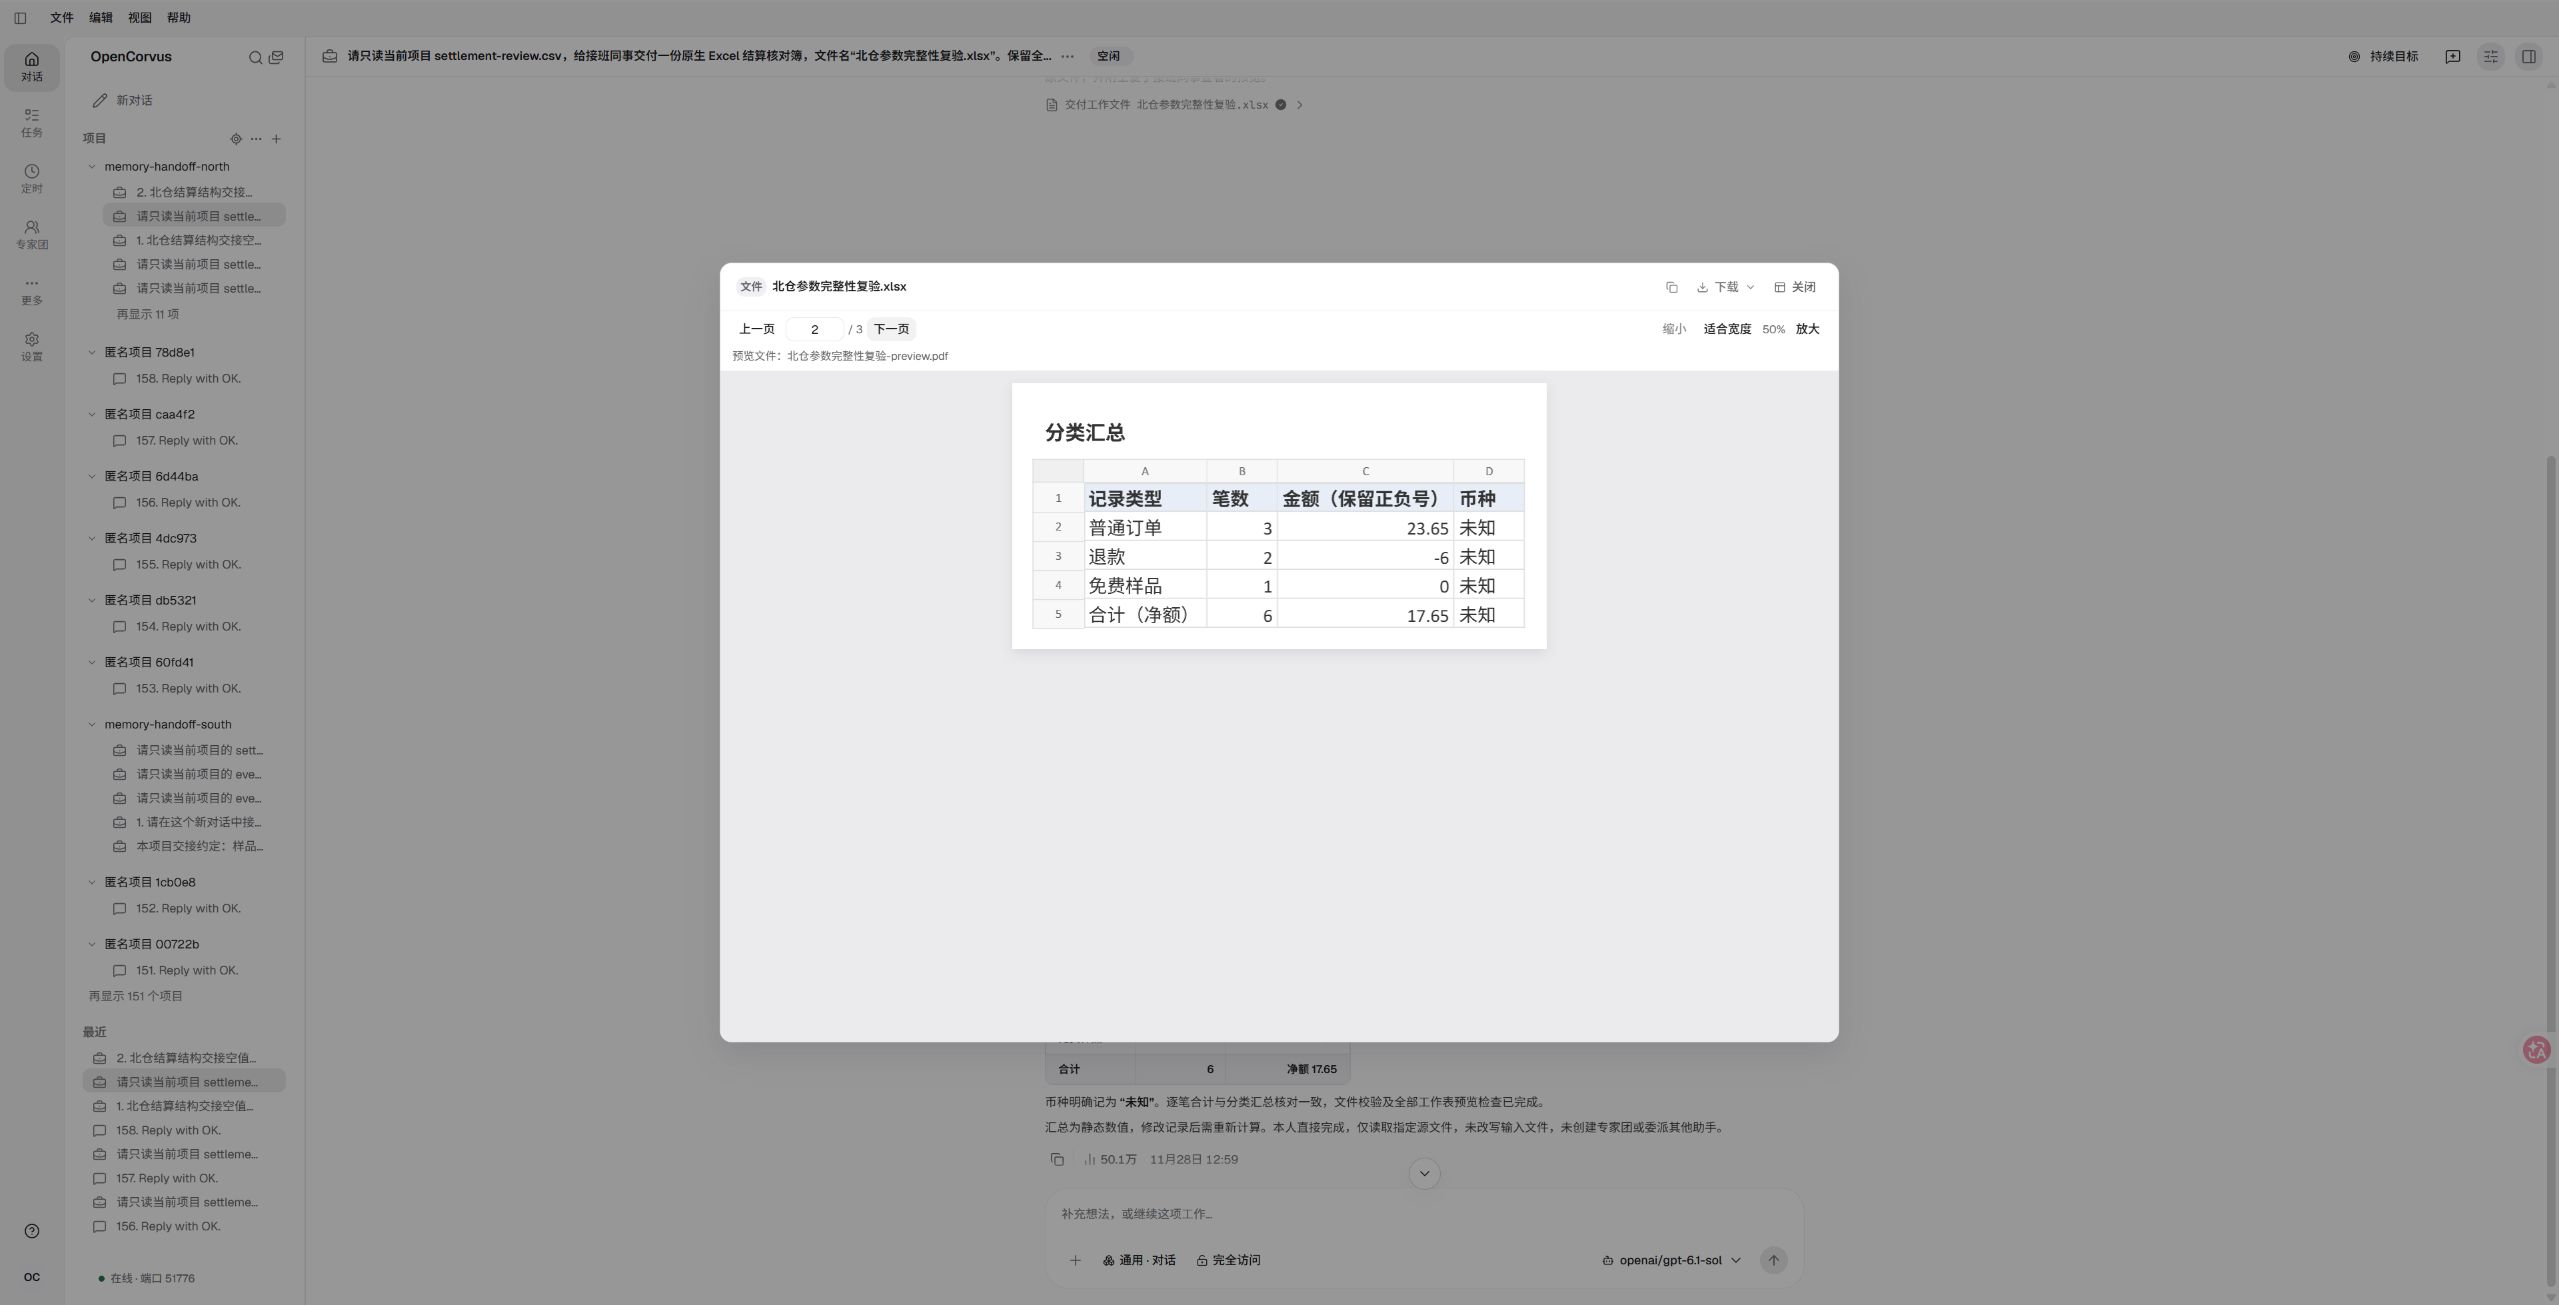 文件 编辑 视图 帮助
对话
任务
定时
专家团
更多
设置
OC
OpenCorvus
新对话
项目
memory-handoff-north
2. 北仓结算结构交接...
请只读当前项目 settle...
1. 北仓结算结构交接空...
请只读当前项目 settle...
请只读当前项目 settle...
再显示 11 项
匿名项目 78d8e1
158. Reply with OK.
匿名项目 caa4f2
157. Reply with OK.
匿名项目 6d44ba
156. Reply with OK.
匿名项目 4dc973
155. Reply with OK.
匿名项目 db5321
154. Reply with OK.
匿名项目 60fd41
153. Reply with OK.
memory-handoff-south
请只读当前项目的 sett...
请只读当前项目的 eve...
请只读当前项目的 eve...
1. 请在这个新对话中接...
本项目交接约定：样品...
匿名项目 1cb0e8
152. Reply with OK.
匿名项目 00722b
151. Reply with OK.
再显示 151 个项目
最近
2. 北仓结算结构交接空值...
请只读当前项目 settleme...
1. 北仓结算结构交接空值...
158. Reply with OK.
请只读当前项目 settleme...
157. Reply with OK.
请只读当前项目 settleme...
156. Reply with OK.
在线 · 端口 51776
请只读当前项目 settlement-review.csv，给接班同事交付一份原生 Excel 结算核对簿，文件名“北仓参数完整性复验.xlsx”。保留全... 空闲 持续目标
交付工作文件 北仓参数完整性复验.xlsx
文件 北仓参数完整性复验.xlsx 下载 关闭
上一页 2 / 3 下一页 缩小 适合宽度 50% 放大
预览文件：北仓参数完整性复验-preview.pdf
分类汇总
A B C D
1 记录类型 笔数 金额（保留正负号） 币种
2 普通订单 3 23.65 未知
3 退款 2 -6 未知
4 免费样品 1 0 未知
5 合计（净额） 6 17.65 未知
合计 6 净额 17.65
币种明确记为 “未知”。逐笔合计与分类汇总核对一致，文件校验及全部工作表预览检查已完成。
汇总为静态数值，修改记录后需重新计算。本人直接完成，仅读取指定源文件，未改写输入文件，未创建专家团或委派其他助手。
50.1万 11月28日 12:59
补充想法，或继续这项工作...
通用 · 对话 完全访问 openai/gpt-6.1-sol